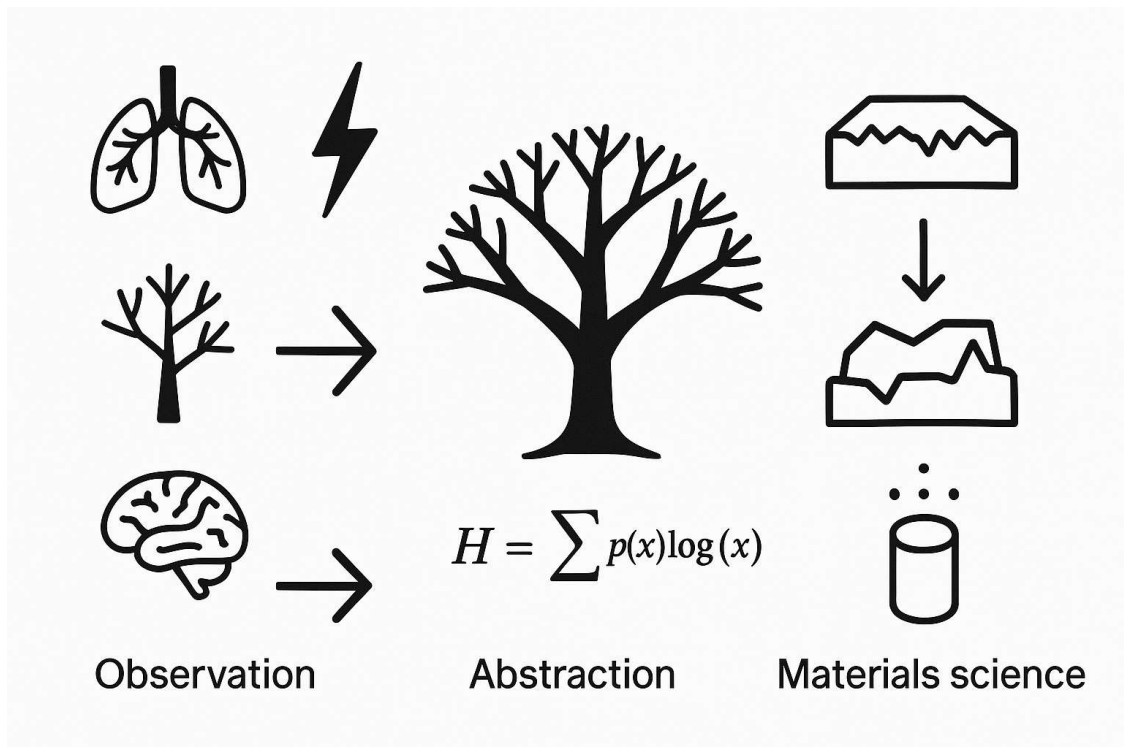 H = ∑ p(x)log(x)
Observation
Abstraction
Materials science